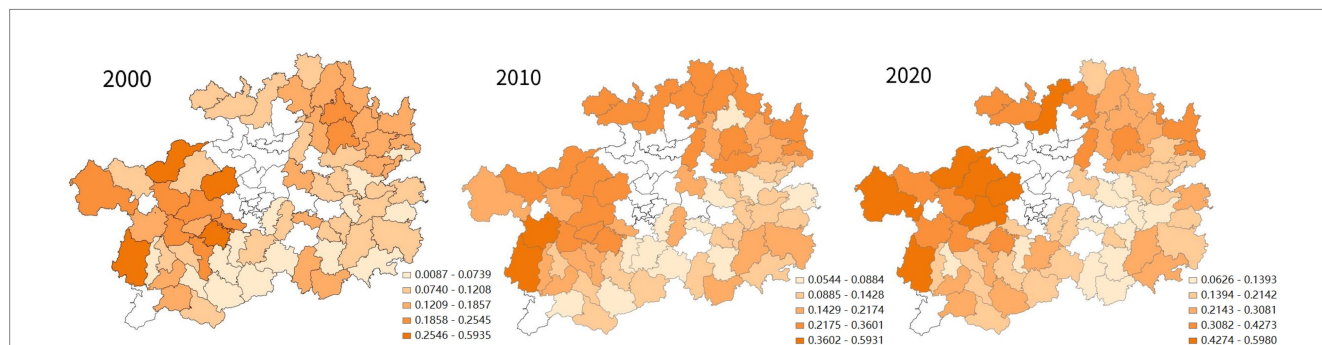 2000
0.0087 - 0.0739
0.0740 - 0.1208
0.1209 - 0.1857
0.1858 - 0.2545
0.2546 - 0.5935
2010
0.0544 - 0.0884
0.0885 - 0.1428
0.1429 - 0.2174
0.2175 - 0.3601
0.3602 - 0.5931
2020
0.0626 - 0.1393
0.1394 - 0.2142
0.2143 - 0.3081
0.3082 - 0.4273
0.4274 - 0.5980